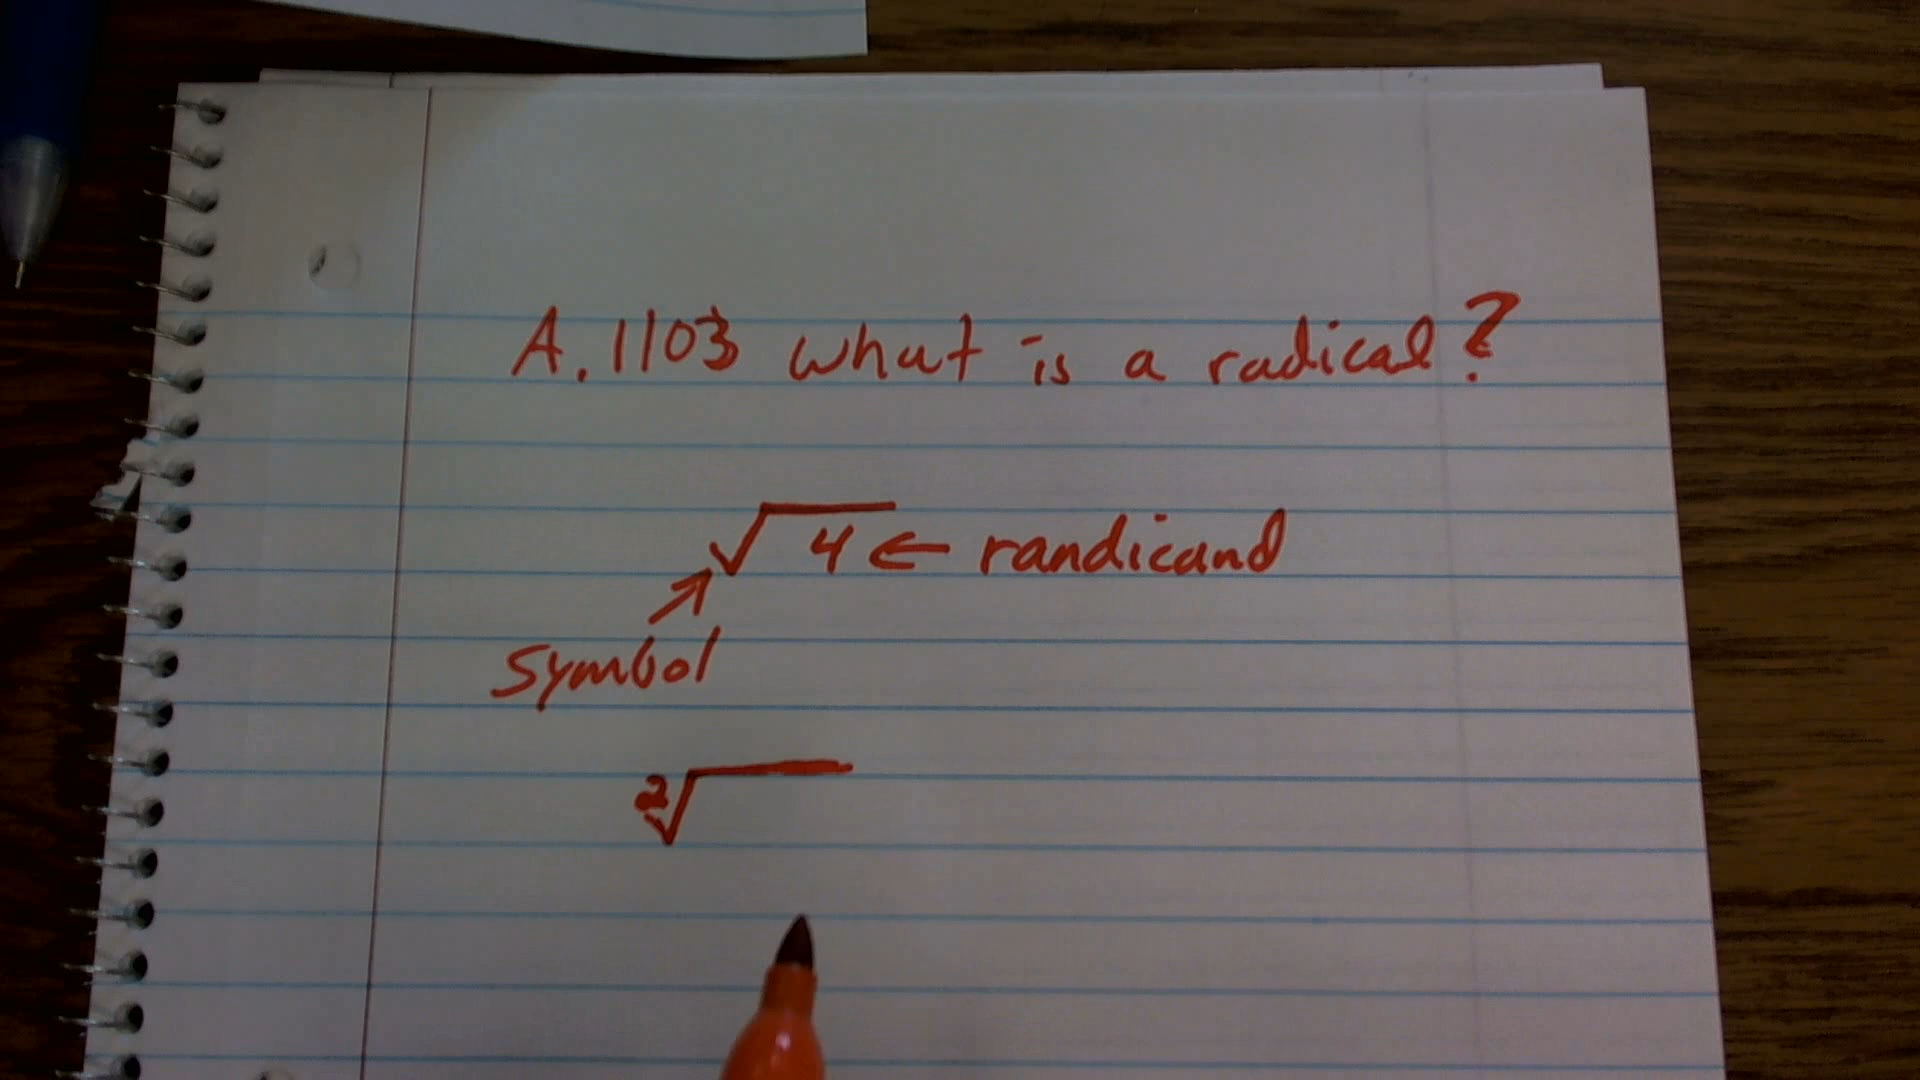 A. 1103 what is a radical?
√4 ← randicand
symbol
²√